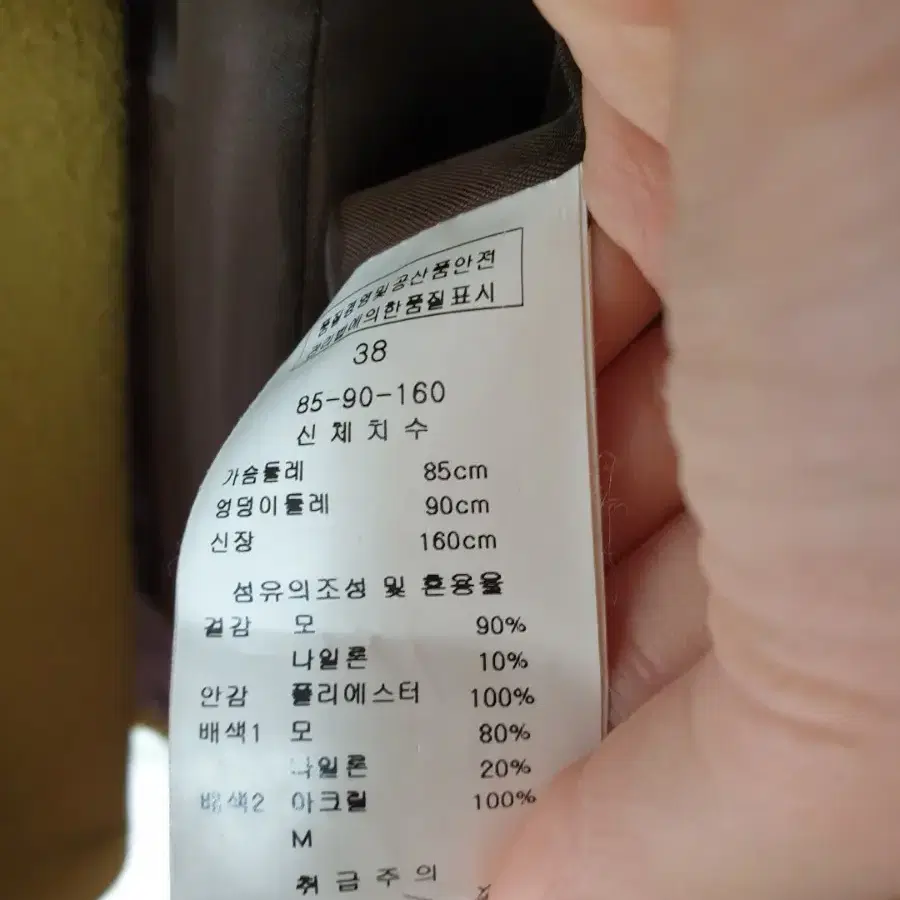 품질경영및공산품안전
관리법에의한품질표시
38
85-90-160
신체치수
가슴둘레 85cm
엉덩이둘레 90cm
신장 160cm
섬유의조성 및 혼용율
겉감 모 90%
나일론 10%
안감 폴리에스터 100%
배색1 모 80%
나일론 20%
배색2 아크릴 100%
M
취급주의